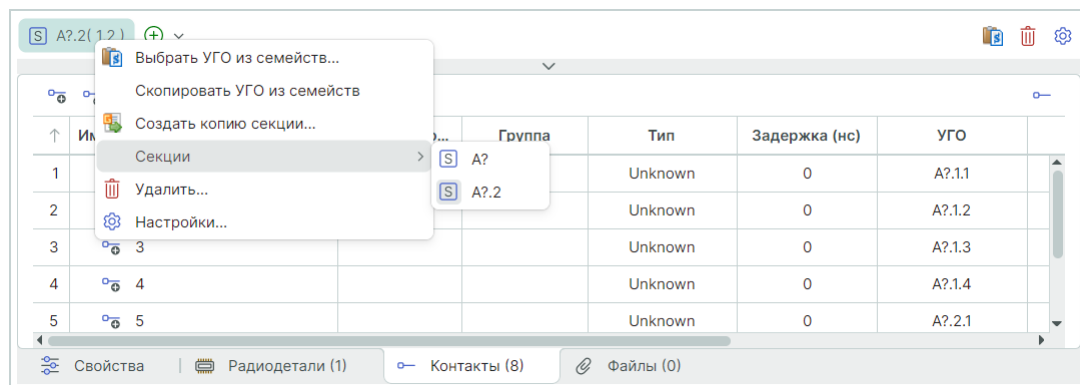 S A?.2( 1,2 )
Выбрать УГО из семейств...
Скопировать УГО из семейств
Создать копию секции...
Секции
Удалить...
Настройки...
S A?
S A?.2
Группа Тип Задержка (нс) УГО
1 Unknown 0 A?.1.1
2 Unknown 0 A?.1.2
3 3 Unknown 0 A?.1.3
4 4 Unknown 0 A?.1.4
5 5 Unknown 0 A?.2.1
Свойства Радиодетали (1) Контакты (8) Файлы (0)